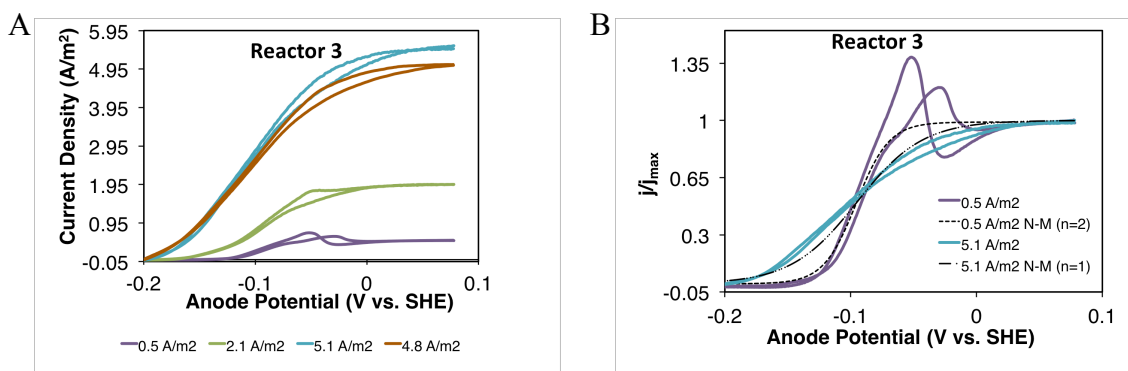 A
Reactor 3
Current Density (A/m²)
5.95
4.95
3.95
2.95
1.95
0.95
-0.05
-0.2
-0.1
0
0.1
Anode Potential (V vs. SHE)
0.5 A/m2
2.1 A/m2
5.1 A/m2
4.8 A/m2
B
Reactor 3
j/jmax
1.35
1
0.65
0.3
-0.05
0.5 A/m2
0.5 A/m2 N-M (n=2)
5.1 A/m2
5.1 A/m2 N-M (n=1)
-0.2
-0.1
0
0.1
Anode Potential (V vs. SHE)